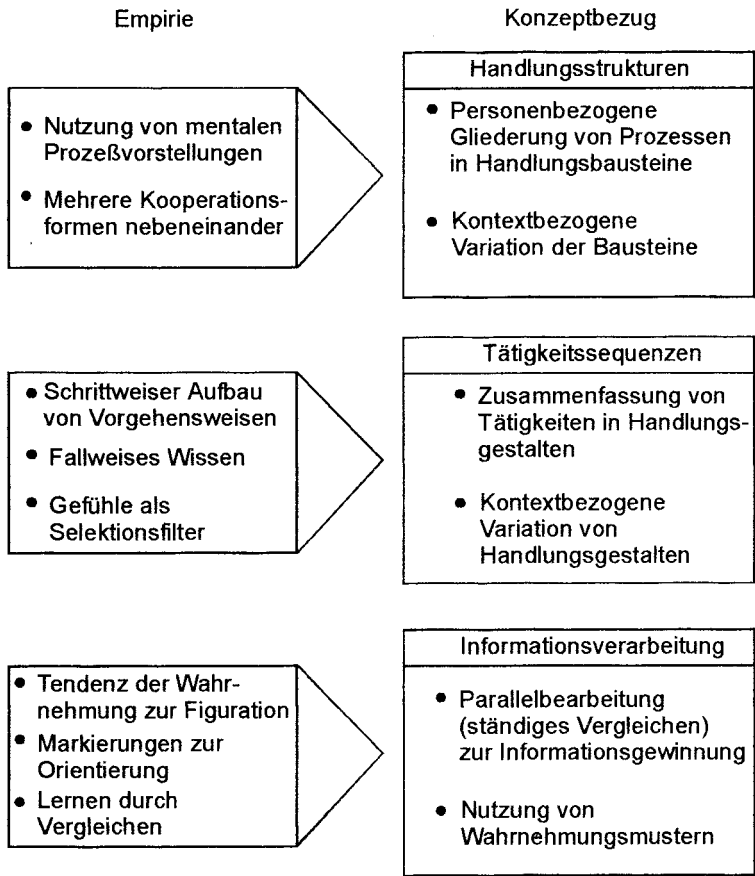 Empirie
Konzeptbezug
Nutzung von mentalen
Prozeßvorstellungen
Mehrere Kooperations-
formen nebeneinander
Handlungsstrukturen
Personenbezogene
Gliederung von Prozessen
in Handlungsbausteine
Kontextbezogene
Variation der Bausteine
Schrittweiser Aufbau
von Vorgehensweisen
Fallweises Wissen
Gefühle als
Selektionsfilter
Tätigkeitssequenzen
Zusammenfassung von
Tätigkeiten in Handlungs-
gestalten
Kontextbezogene
Variation von
Handlungsgestalten
Tendenz der Wahr-
nehmung zur Figuration
Markierungen zur
Orientierung
Lernen durch
Vergleichen
Informationsverarbeitung
Parallelbearbeitung
(ständiges Vergleichen)
zur Informationsgewinnung
Nutzung von
Wahrnehmungsmustern